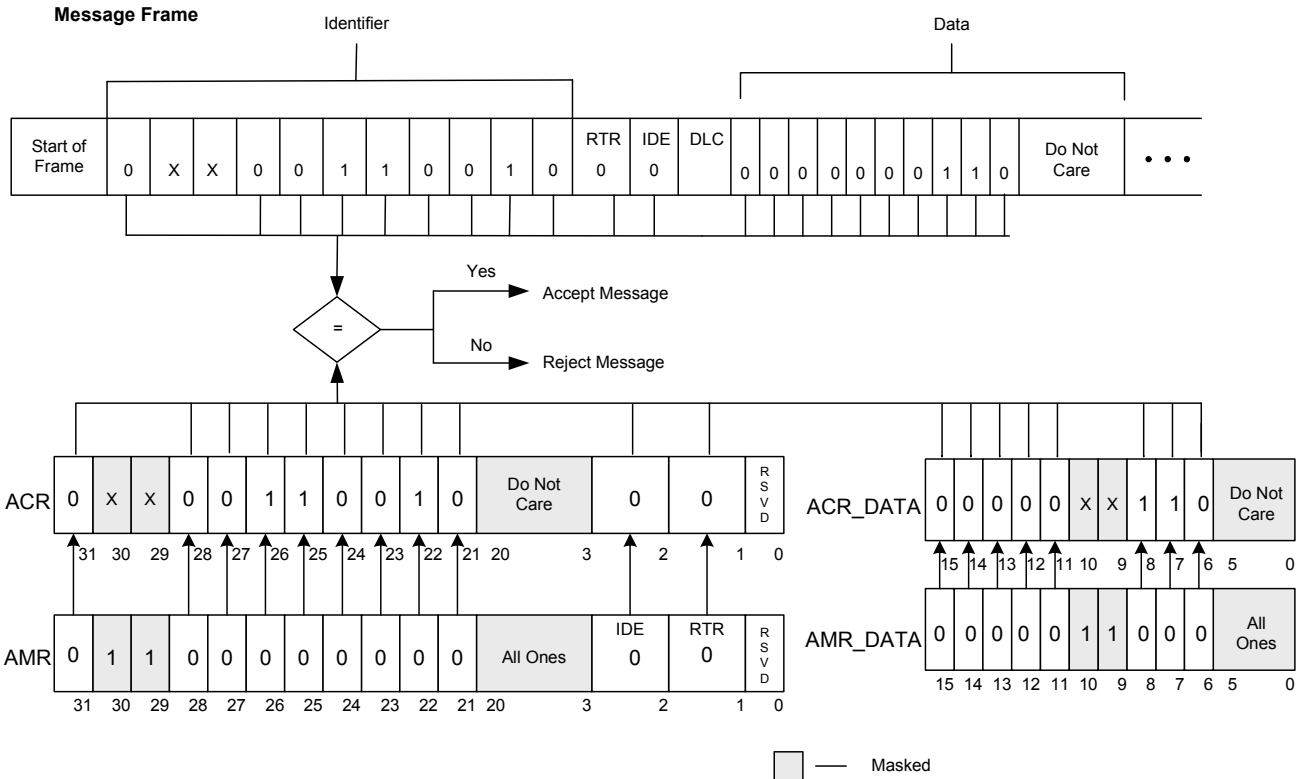 Message Frame
Identifier
Data
Start of Frame
0 X X 0 0 1 1 0 0 1 0
RTR 0
IDE 0
DLC
0 0 0 0 0 0 0 1 1 0
Do Not Care
• • •
=
Yes
Accept Message
No
Reject Message
ACR
0 X X 0 0 1 1 0 0 1 0
Do Not Care
0 0
RSVD
31 30 29 28 27 26 25 24 23 22 21 20 3 2 1 0
ACR_DATA
0 0 0 0 0 X X 1 1 0
Do Not Care
15 14 13 12 11 10 9 8 7 6 5 0
AMR
0 1 1 0 0 0 0 0 0 0 0
All Ones
IDE 0
RTR 0
RSVD
31 30 29 28 27 26 25 24 23 22 21 20 3 2 1 0
AMR_DATA
0 0 0 0 0 1 1 0 0 0
All Ones
15 14 13 12 11 10 9 8 7 6 5 0
Masked